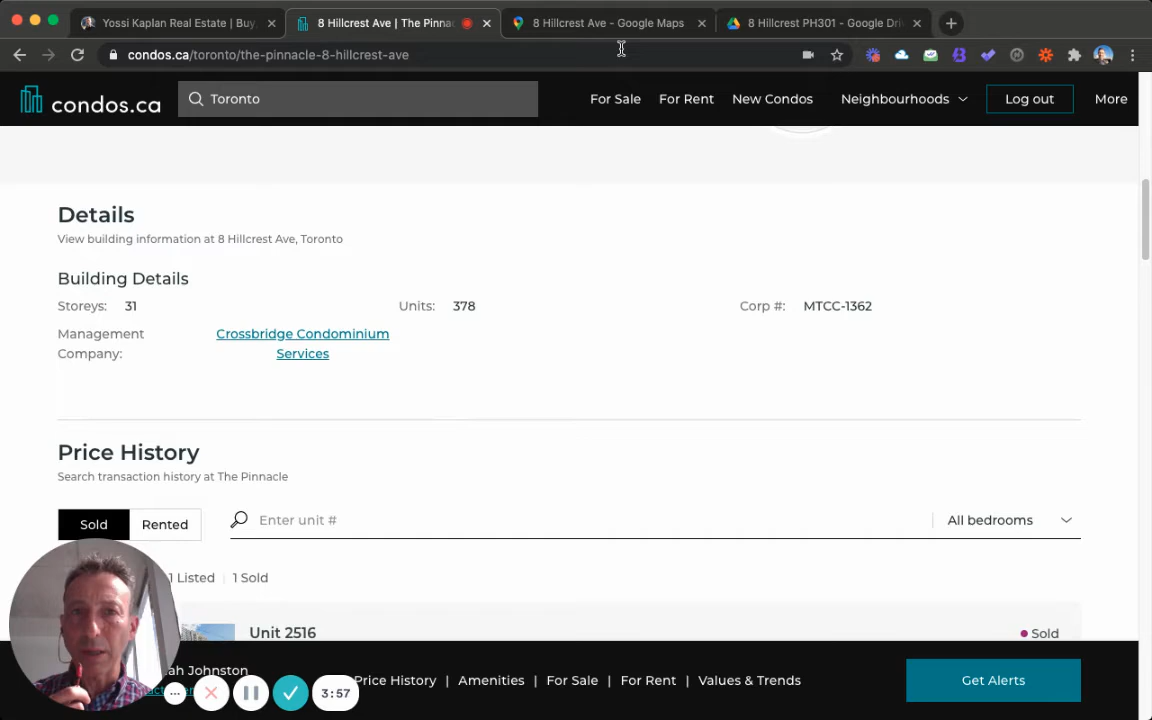 Yossi Kaplan Real Estate | Buy,
8 Hillcrest Ave | The Pinna
8 Hillcrest Ave - Google Maps
8 Hillcrest PH301 - Google Dri
condos.ca/toronto/the-pinnacle-8-hillcrest-ave
condos.ca
Toronto
For Sale
For Rent
New Condos
Neighbourhoods
Log out
More
Details
View building information at 8 Hillcrest Ave, Toronto
Building Details
Storeys: 31
Units: 378
Corp #: MTCC-1362
Management Company:
Crossbridge Condominium
Services
Price History
Search transaction history at The Pinnacle
Sold
Rented
Enter unit #
All bedrooms
1 Listed
1 Sold
Unit 2516
Sold
ah Johnston
Price History
Amenities
For Sale
For Rent
Values & Trends
Get Alerts
3:57